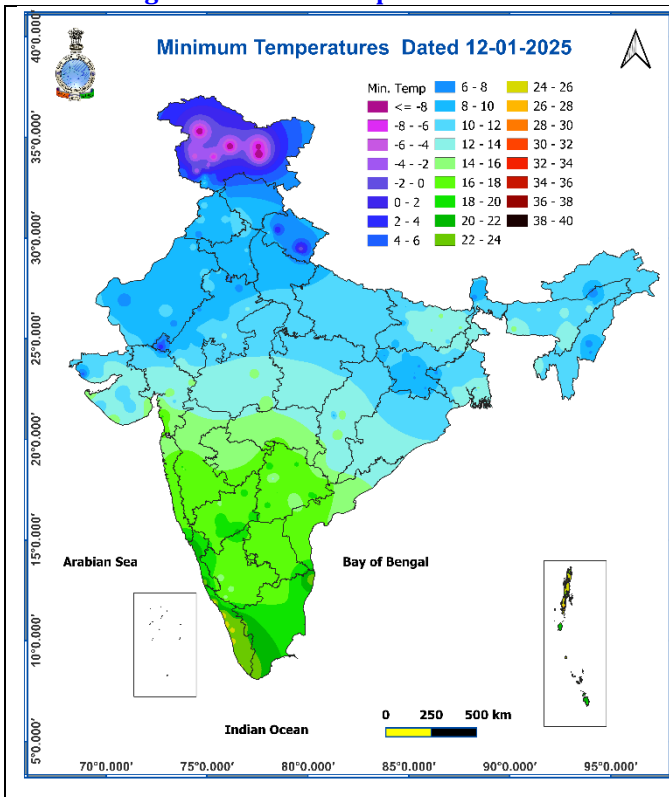 Minimum Temperatures Dated 12-01-2025
Min. Temp
<= -8
-8 - -6
-6 - -4
-4 - -2
-2 - 0
0 - 2
2 - 4
4 - 6
6 - 8
8 - 10
10 - 12
12 - 14
14 - 16
16 - 18
18 - 20
20 - 22
22 - 24
24 - 26
26 - 28
28 - 30
30 - 32
32 - 34
34 - 36
36 - 38
38 - 40
40°0.000'
35°0.000'
30°0.000'
25°0.000'
20°0.000'
15°0.000'
10°0.000'
5°0.000'
Arabian Sea
Bay of Bengal
Indian Ocean
0 250 500 km
70°0.000' 75°0.000' 80°0.000' 85°0.000' 90°0.000' 95°0.000'